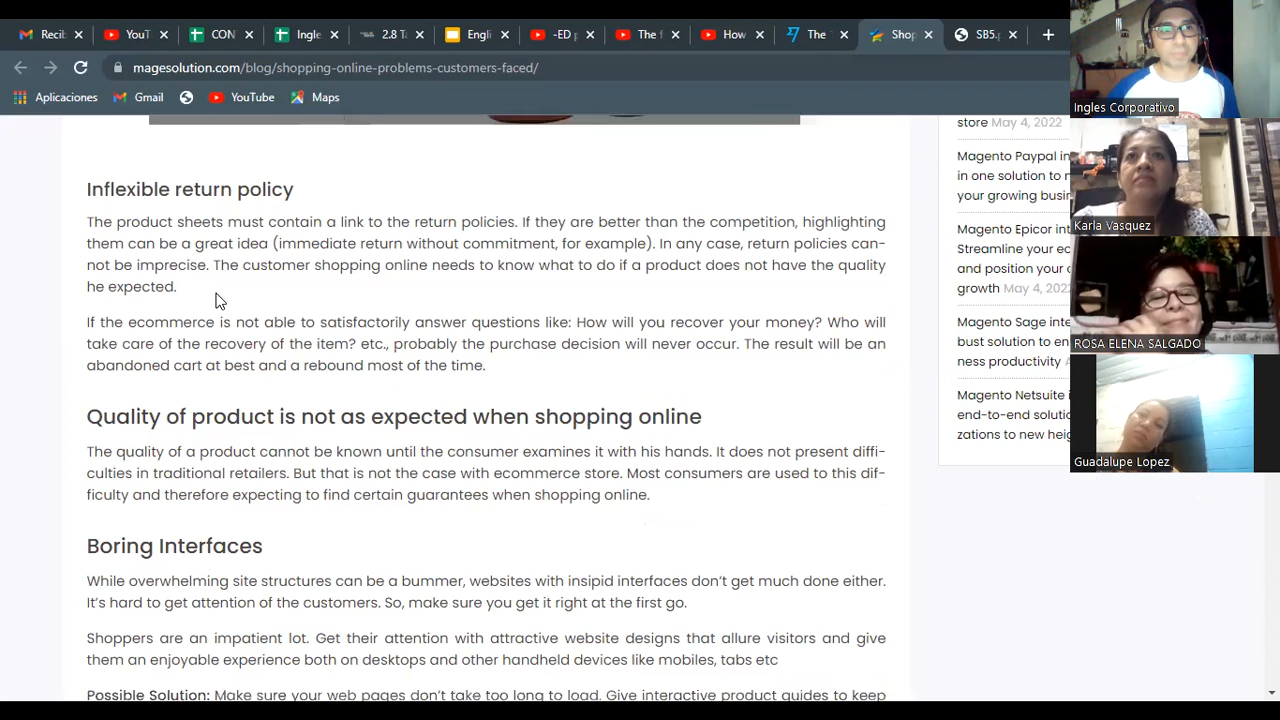 Recib
YouT
CON
Ingle
2.8 Ta
Engli
-ED p
The f
How
The
Shop
SB5.p
magesolution.com/blog/shopping-online-problems-customers-faced/
Aplicaciones
Gmail
YouTube
Maps
Inflexible return policy
The product sheets must contain a link to the return policies. If they are better than the competition, highlighting
them can be a great idea (immediate return without commitment, for example). In any case, return policies can-
not be imprecise. The customer shopping online needs to know what to do if a product does not have the quality
he expected.
If the ecommerce is not able to satisfactorily answer questions like: How will you recover your money? Who will
take care of the recovery of the item? etc., probably the purchase decision will never occur. The result will be an
abandoned cart at best and a rebound most of the time.
Quality of product is not as expected when shopping online
The quality of a product cannot be known until the consumer examines it with his hands. It does not present diffi-
culties in traditional retailers. But that is not the case with ecommerce store. Most consumers are used to this dif-
ficulty and therefore expecting to find certain guarantees when shopping online.
Boring Interfaces
While overwhelming site structures can be a bummer, websites with insipid interfaces don't get much done either.
It's hard to get attention of the customers. So, make sure you get it right at the first go.
Shoppers are an impatient lot. Get their attention with attractive website designs that allure visitors and give
them an enjoyable experience both on desktops and other handheld devices like mobiles, tabs etc
Possible Solution: Make sure your web pages don't take too long to load. Give interactive product guides to keep
store May 4, 2022
Magento Paypal in
in one solution to m
your growing busi
Magento Epicor int
Streamline your ec
and position your c
growth May 4, 202
Magento Sage inte
bust solution to en
ness productivity
Magento Netsuite i
end-to-end solutio
zations to new heig
Ingles Corporativo
Karla Vasquez
ROSA ELENA SALGADO
Guadalupe Lopez